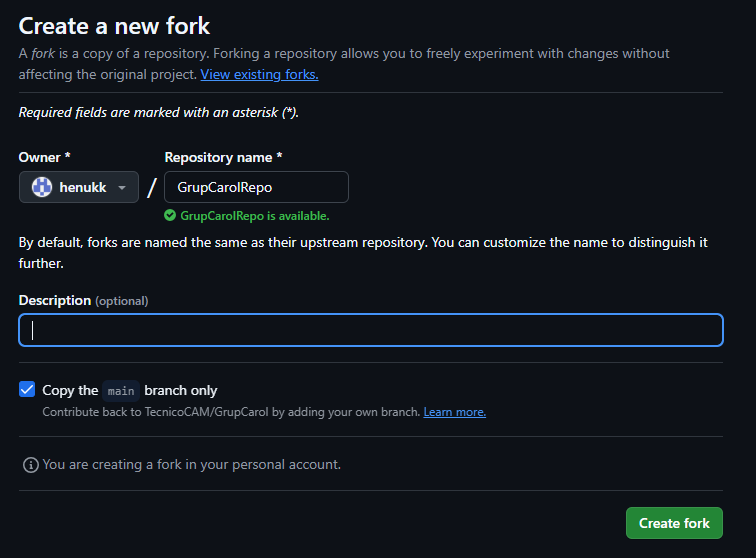 Create a new fork
A fork is a copy of a repository. Forking a repository allows you to freely experiment with changes without
affecting the original project. View existing forks.
Required fields are marked with an asterisk (*).
Owner *
Repository name *
henukk
/
GrupCarolRepo
GrupCarolRepo is available.
By default, forks are named the same as their upstream repository. You can customize the name to distinguish it
further.
Description (optional)
Copy the main branch only
Contribute back to TecnicoCAM/GrupCarol by adding your own branch. Learn more.
You are creating a fork in your personal account.
Create fork